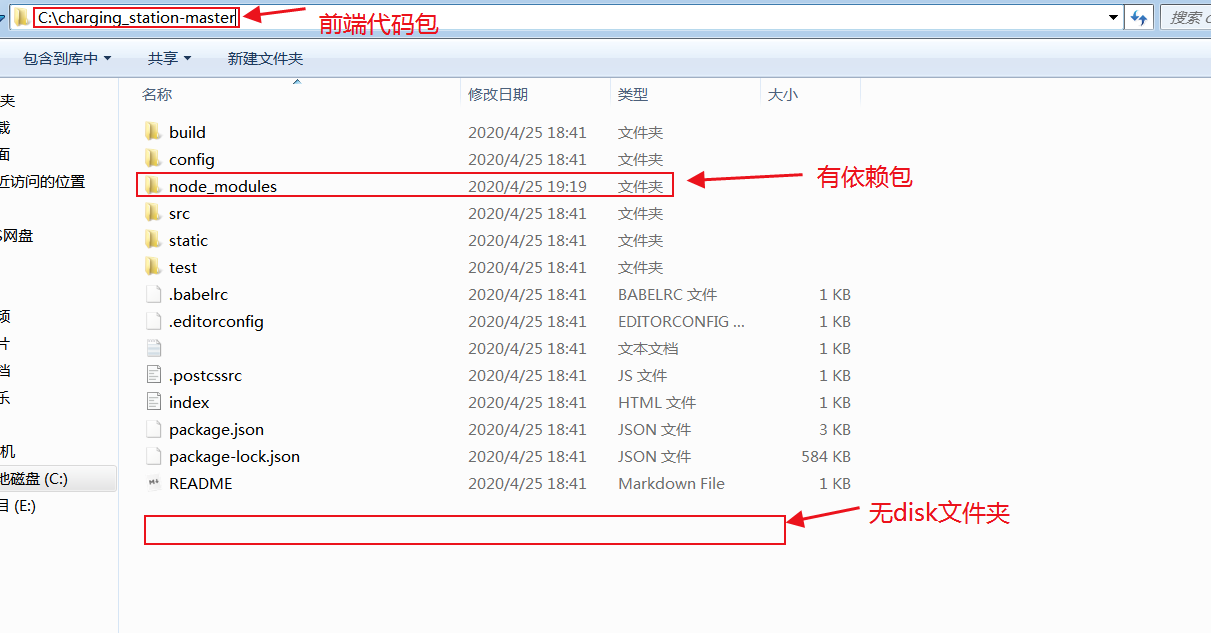 C:\charging_station-master
搜索
前端代码包
包含到库中 共享 新建文件夹
名称 修改日期 类型 大小
夹
载
面
近访问的位置
网盘
频
片
档
乐
机
地磁盘 (C:)
目 (E:)
build 2020/4/25 18:41 文件夹
config 2020/4/25 18:41 文件夹
node_modules 2020/4/25 19:19 文件夹
有依赖包
src 2020/4/25 18:41 文件夹
static 2020/4/25 18:41 文件夹
test 2020/4/25 18:41 文件夹
.babelrc 2020/4/25 18:41 BABELRC 文件 1 KB
.editorconfig 2020/4/25 18:41 EDITORCONFIG ... 1 KB
2020/4/25 18:41 文本文档 1 KB
.postcssrc 2020/4/25 18:41 JS 文件 1 KB
index 2020/4/25 18:41 HTML 文件 1 KB
package.json 2020/4/25 18:41 JSON 文件 3 KB
package-lock.json 2020/4/25 18:41 JSON 文件 584 KB
README 2020/4/25 18:41 Markdown File 1 KB
无disk文件夹